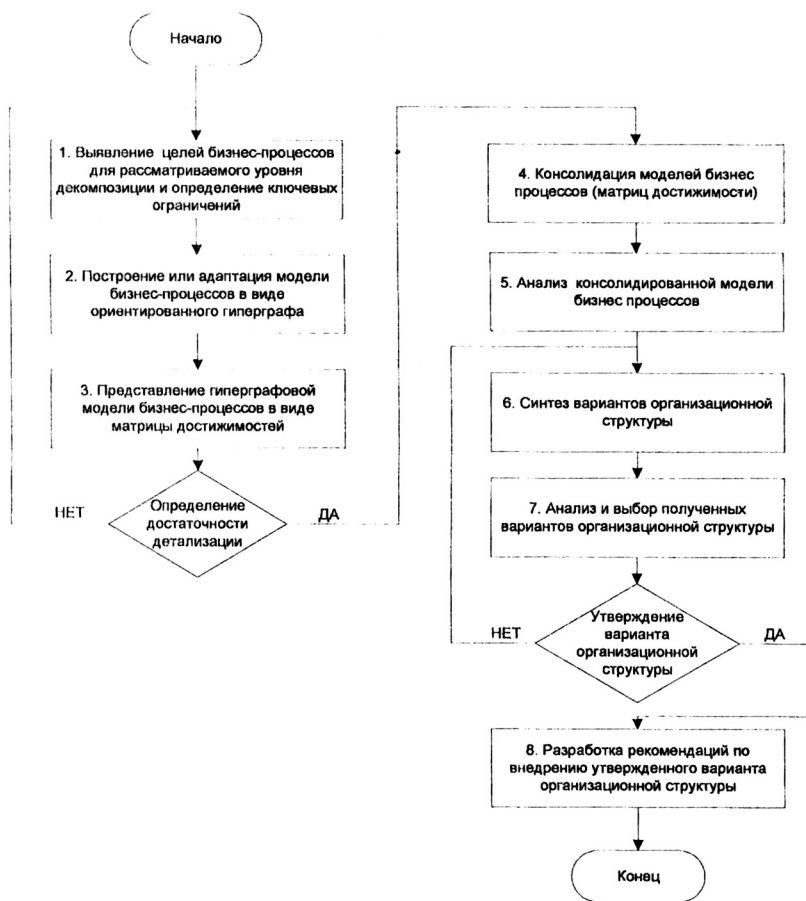 Начало
1. Выявление целей бизнес-процессов
для рассматриваемого уровня
декомпозиции и определение ключевых
ограничений
2. Построение или адаптация модели
бизнес-процессов в виде
ориентированного гиперграфа
3. Представление гиперграфовой
модели бизнес-процессов в виде
матрицы достижимостей
НЕТ
Определение
достаточности
детализации
ДА
4. Консолидация моделей бизнес
процессов (матриц достижимости)
5. Анализ консолидированной модели
бизнес процессов
6. Синтез вариантов организационной
структуры
7. Анализ и выбор полученных
вариантов организационной структуры
НЕТ
Утверждение
варианта
организационной
структуры
ДА
8. Разработка рекомендаций по
внедрению утвержденного варианта
организационной структуры
Конец